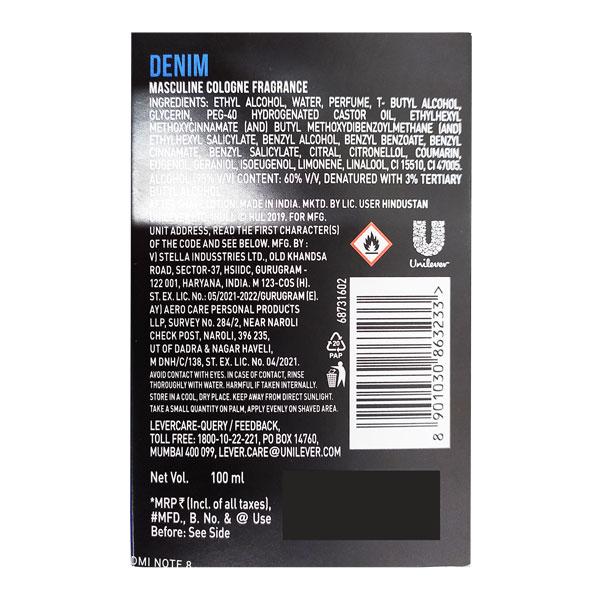 DENIM
MASCULINE COLOGNE FRAGRANCE
INGREDIENTS: ETHYL ALCOHOL, WATER, PERFUME, T- BUTYL ALCOHOL,
GLYCERIN, PEG-40 HYDROGENATED CASTOR OIL, ETHYLHEXYL
METHOXYCINNAMATE (AND) BUTYL METHOXYDIBENZOYLMETHANE (AND)
ETHYLHEXYL SALICYLATE, BENZYL ALCOHOL, BENZYL BENZOATE, BENZYL
CINNAMATE, BENZYL SALICYLATE, CITRAL, CITRONELLOL, COUMARIN,
EUGENOL, GERANIOL, ISOEUGENOL, LIMONENE, LINALOOL, CI 15510, CI 47005.
ALCOHOL (95% V/V) CONTENT: 60% V/V, DENATURED WITH 3% TERTIARY
BUTYL ALCOHOL
AFTER SHAVE LOTION. MADE IN INDIA. MKTD. BY LIC. USER HINDUSTAN
UNILEVER LTD. (HUL). © HUL 2019, FOR MFG.
UNIT ADDRESS, READ THE FIRST CHARACTER(S)
OF THE CODE AND SEE BELOW. MFG. BY :
V) STELLA INDUSSTRIES LTD., OLD KHANDSA
ROAD, SECTOR-37, HSIIDC, GURUGRAM -
122 001, HARYANA, INDIA. M 123-COS (H).
ST. EX. LIC. No.: 05/2021-2022/GURUGRAM (E).
AY) AERO CARE PERSONAL PRODUCTS
LLP, SURVEY No. 284/2, NEAR NAROLI
CHECK POST, NAROLI, 396 235,
UT OF DADRA & NAGAR HAVELI,
M DNH/C/138, ST. EX. LIC. No. 04/2021.
AVOID CONTACT WITH EYES. IN CASE OF CONTACT, RINSE
THOROUGHLY WITH WATER. HARMFUL IF TAKEN INTERNALLY.
STORE IN A COOL, DRY PLACE. KEEP AWAY FROM DIRECT SUNLIGHT.
TAKE A SMALL QUANTITY ON PALM, APPLY EVENLY ON SHAVED AREA.
LEVERCARE-QUERY / FEEDBACK,
TOLL FREE: 1800-10-22-221, PO BOX 14760,
MUMBAI 400 099, LEVER.CARE@UNILEVER.COM
Net Vol. 100 ml
*MRP ₹ (Incl. of all taxes),
#MFD., B. No. & @ Use
Before: See Side
Unilever
68731602
20
PAP
8 901030 863233 >
OMI NOTE 8